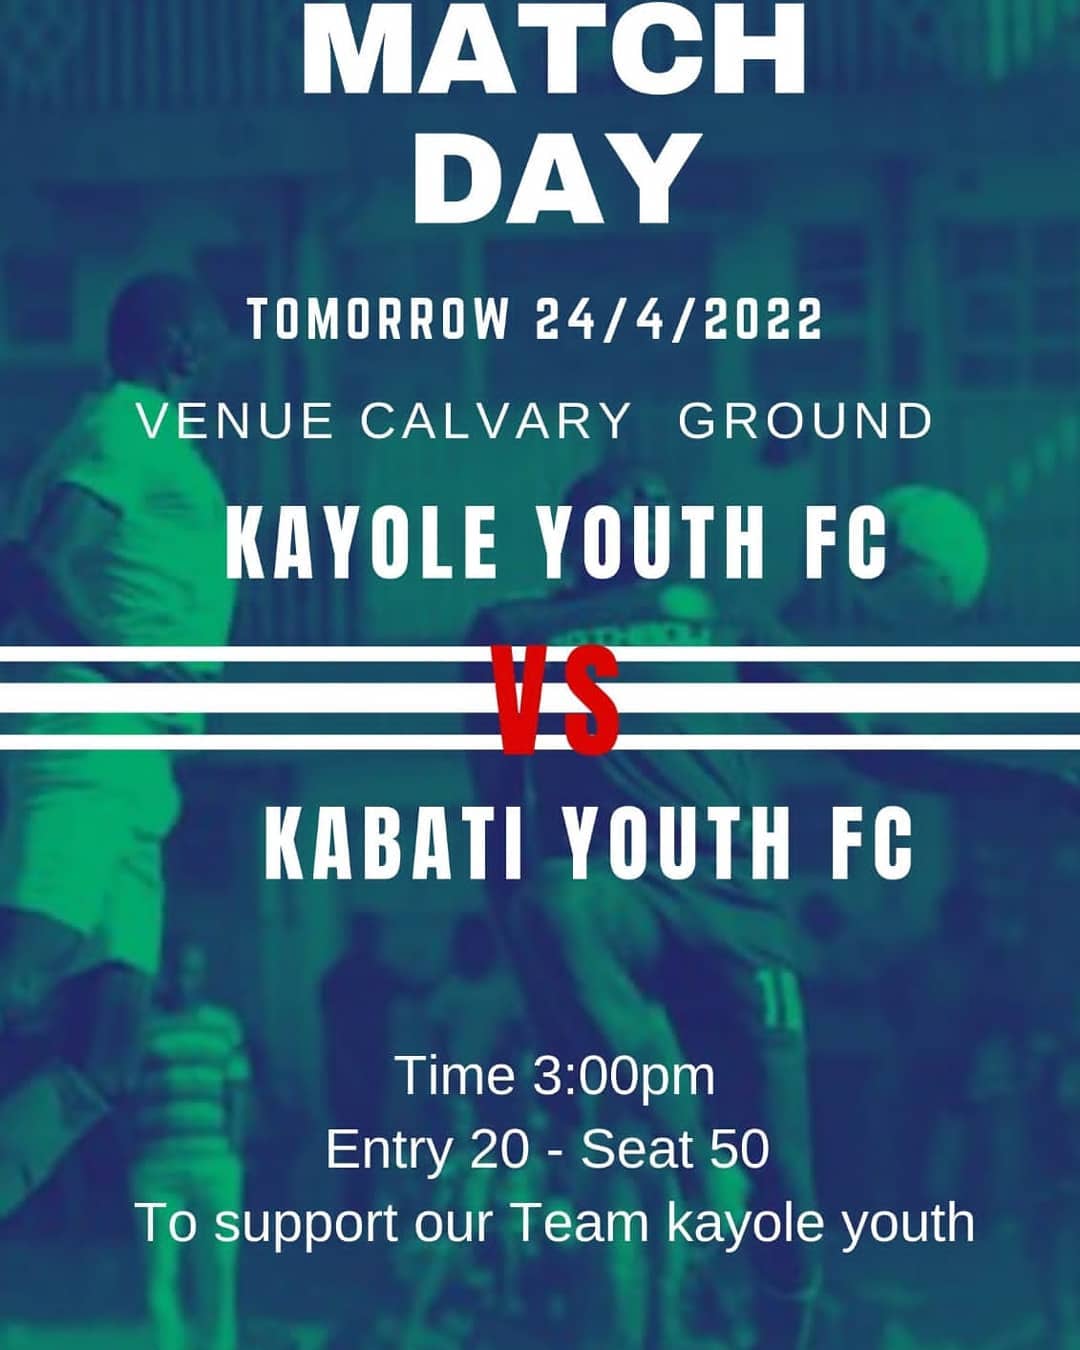 MATCH
DAY
TOMORROW 24/4/2022
VENUE CALVARY GROUND
KAYOLE YOUTH FC
VS
KABATI YOUTH FC
11
Time 3:00pm
Entry 20 - Seat 50
To support our Team kayole youth